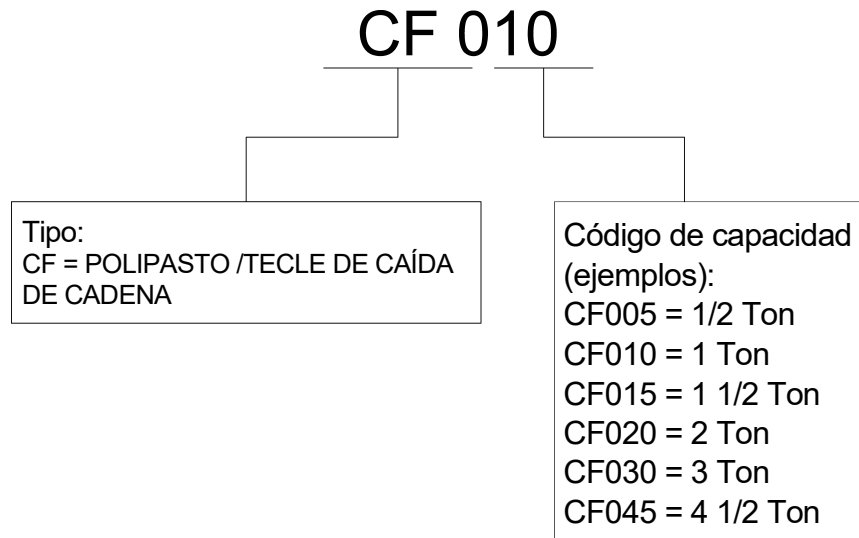 CF 010
Tipo:
CF = POLIPASTO /TECLE DE CAÍDA
DE CADENA
Código de capacidad
(ejemplos):
CF005 = 1/2 Ton
CF010 = 1 Ton
CF015 = 1 1/2 Ton
CF020 = 2 Ton
CF030 = 3 Ton
CF045 = 4 1/2 Ton